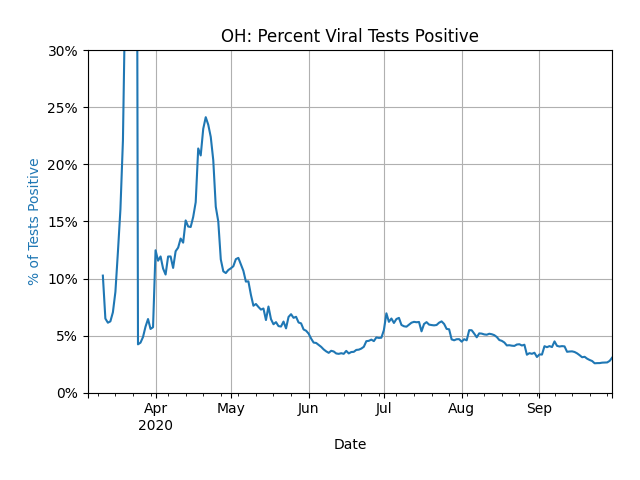 OH: Percent Viral Tests Positive
30%
25%
20%
15%
10%
5%
0%
% of Tests Positive
Apr May Jun Jul Aug Sep
2020
Date